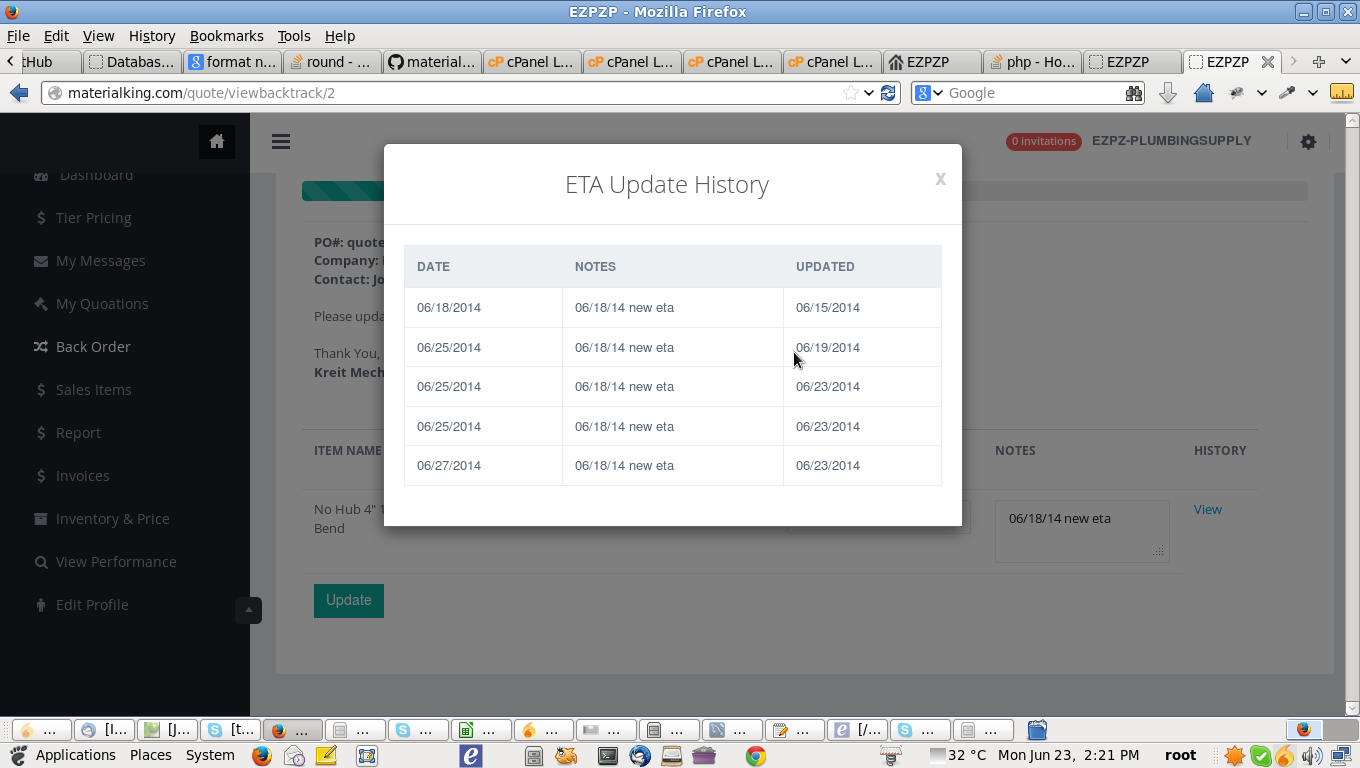 EZPZP - Mozilla Firefox
File Edit View History Bookmarks Tools Help
tHub Databas... format n... round - ... material... cP cPanel L... cP cPanel L... cP cPanel L... cP cPanel L... EZPZP php - Ho... EZPZP EZPZP
materialking.com/quote/viewbacktrack/2 Google
0 invitations EZPZ-PLUMBINGSUPPLY
Dashboard
Tier Pricing
My Messages
My Quoations
Back Order
Sales Items
Report
Invoices
Inventory & Price
View Performance
Edit Profile
PO#: quote
Company:
Contact: Jo
Please upda
Thank You,
Kreit Mech
ETA Update History X
DATE NOTES UPDATED
06/18/2014 06/18/14 new eta 06/15/2014
06/25/2014 06/18/14 new eta 06/19/2014
06/25/2014 06/18/14 new eta 06/23/2014
06/25/2014 06/18/14 new eta 06/23/2014
06/27/2014 06/18/14 new eta 06/23/2014
ITEM NAME NOTES HISTORY
No Hub 4" 1 06/18/14 new eta View
Bend
Update
... [I... [J... [t... ... ... ... ... ... ... ... ... ... [/... ... ...
Applications Places System 32 °C Mon Jun 23, 2:21 PM root